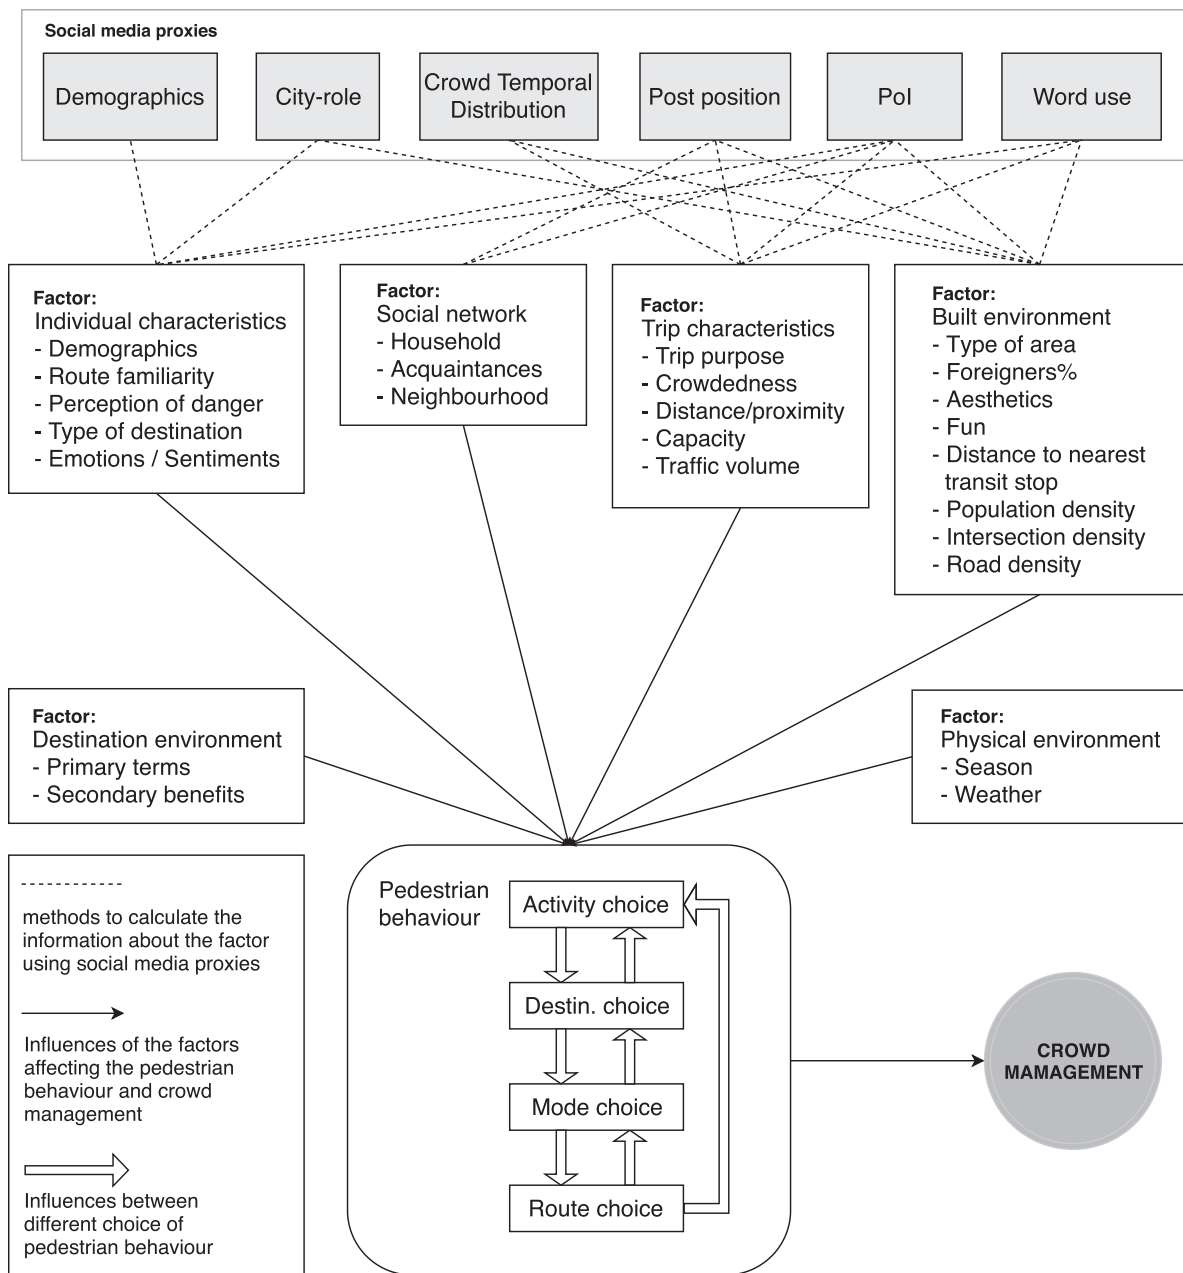 Social media proxies
Demographics
City-role
Crowd Temporal
Distribution
Post position
PoI
Word use
Factor:
Individual characteristics
- Demographics
- Route familiarity
- Perception of danger
- Type of destination
- Emotions / Sentiments
Factor:
Social network
- Household
- Acquaintances
- Neighbourhood
Factor:
Trip characteristics
- Trip purpose
- Crowdedness
- Distance/proximity
- Capacity
- Traffic volume
Factor:
Built environment
- Type of area
- Foreigners%
- Aesthetics
- Fun
- Distance to nearest
transit stop
- Population density
- Intersection density
- Road density
Factor:
Destination environment
- Primary terms
- Secondary benefits
Factor:
Physical environment
- Season
- Weather
methods to calculate the
information about the factor
using social media proxies
Influences of the factors
affecting the pedestrian
behaviour and crowd
management
Influences between
different choice of
pedestrian behaviour
Pedestrian
behaviour
Activity choice
Destin. choice
Mode choice
Route choice
CROWD
MAMAGEMENT